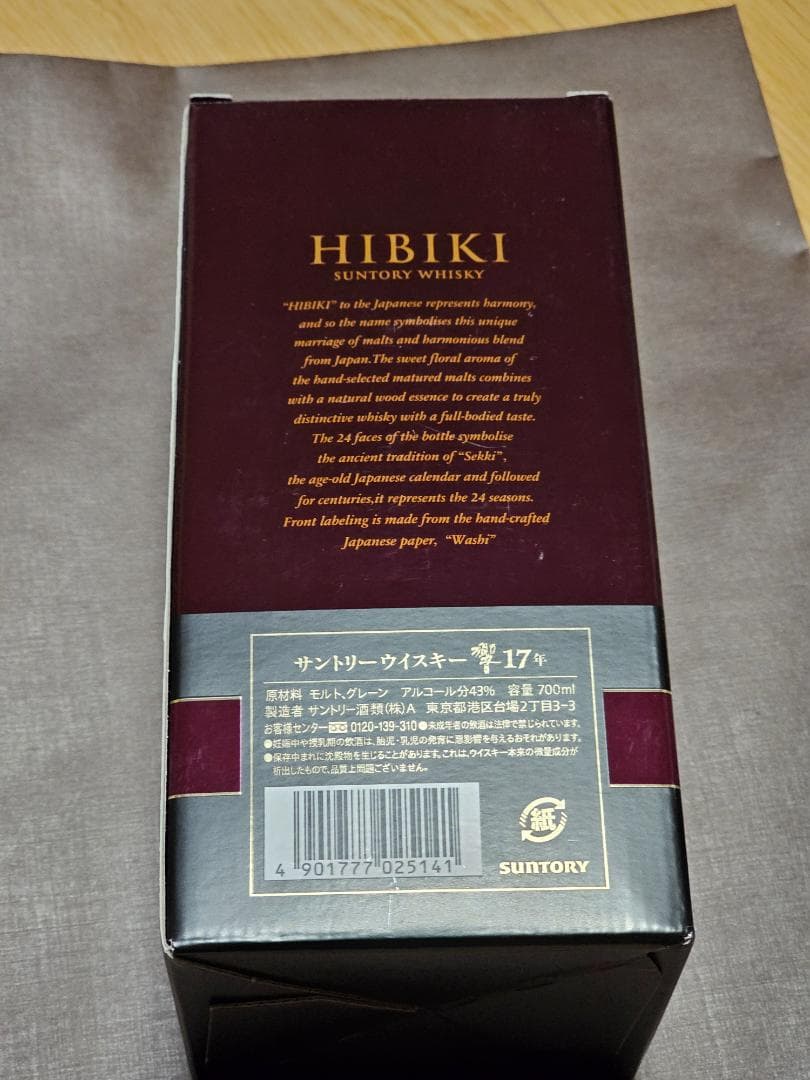 HIBIKI
SUNTORY WHISKY
“HIBIKI” to the Japanese represents harmony,
and so the name symbolises this unique
marriage of malts and harmonious blend
from Japan.The sweet floral aroma of
the hand-selected matured malts combines
with a natural wood essence to create a truly
distinctive whisky with a full-bodied taste.
The 24 faces of the bottle symbolise
the ancient tradition of “Sekki”,
the age-old Japanese calendar and followed
for centuries,it represents the 24 seasons.
Front labeling is made from the hand-crafted
Japanese paper, “Washi”
サントリーウイスキー 響 17年
原材料 モルト、グレーン アルコール分43% 容量 700ml
製造者 サントリー酒類(株)A 東京都港区台場2丁目3-3
お客様センター 0120-139-310●未成年者の飲酒は法律で禁じられています。
●妊娠中や授乳期の飲酒は、胎児・乳児の発育に悪影響を与えるおそれがあります。
●保存中まれに沈殿物を生じることがあります。これは、ウイスキー本来の微量成分が
析出したもので、品質上問題ございません。
4 901777 025141
紙
SUNTORY